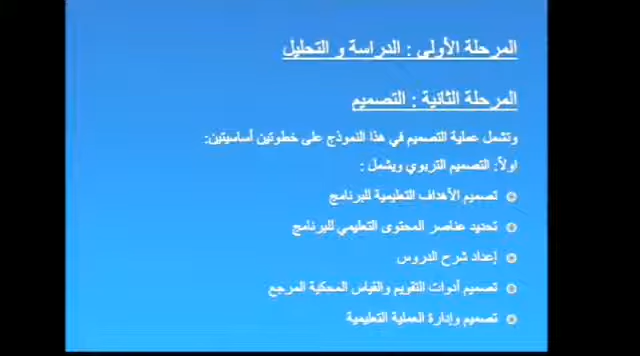 المرحلة الأولى : الدراسة و التحليل
المرحلة الثانية : التصميم
وتشمل عملية التصميم في هذا النموذج على خطوتين أساسيتين:
اولاً: التصميم التربوي ويشمل :
تصميم الأهداف التعليمية للبرنامج
تحديد عناصر المحتوى التعليمي للبرنامج
إعداد شرح الدروس
تصميم أدوات التقويم والقياس المحكية المرجع
تصميم وإدارة العملية التعليمية